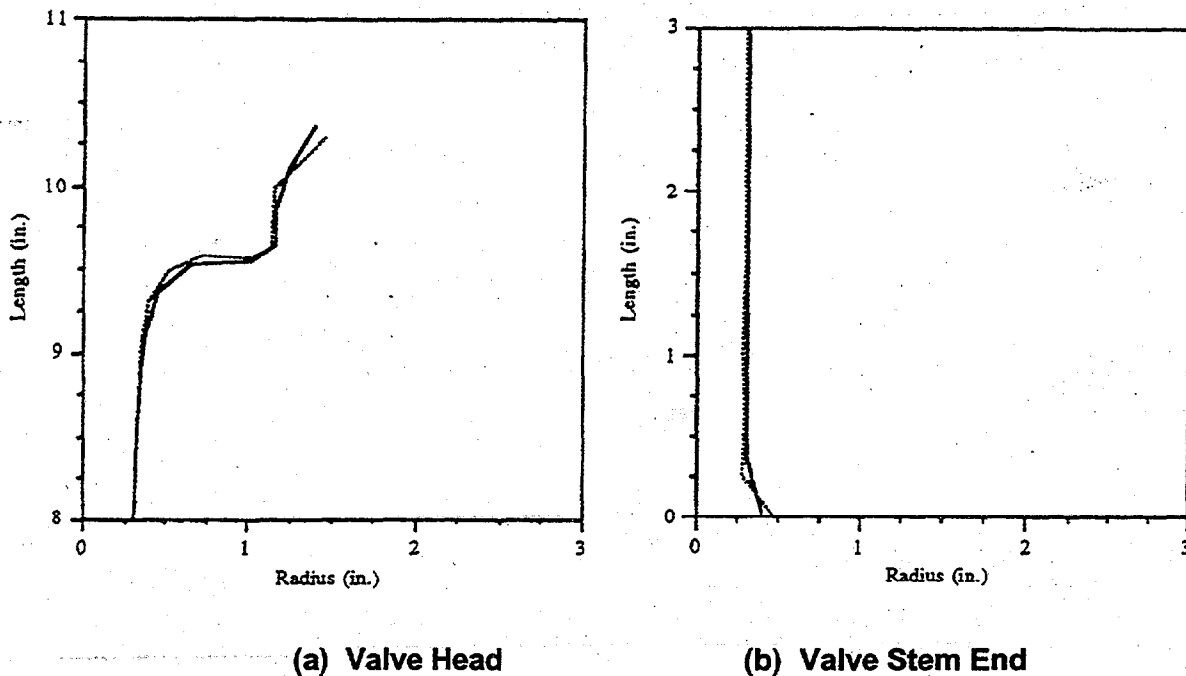 11
10
9
8
Length (in.)
0
1
2
3
Radius (in.)
3
2
1
0
Length (in.)
0
1
2
3
Radius (in.)
(a) Valve Head
(b) Valve Stem End